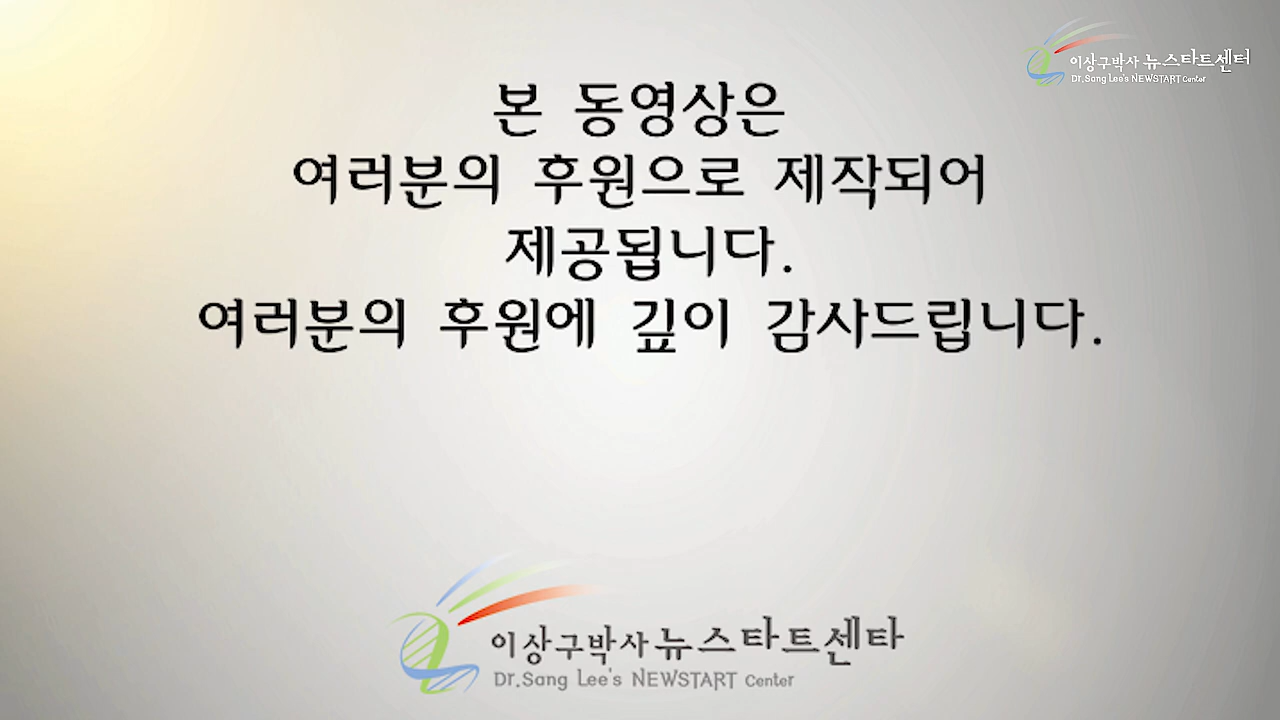 이상구박사 뉴스타트센터
Dr.Sang Lee's NEWSTART Center
본 동영상은
여러분의 후원으로 제작되어
제공됩니다.
여러분의 후원에 깊이 감사드립니다.
이상구박사 뉴스타트센타
Dr.Sang Lee's NEWSTART Center